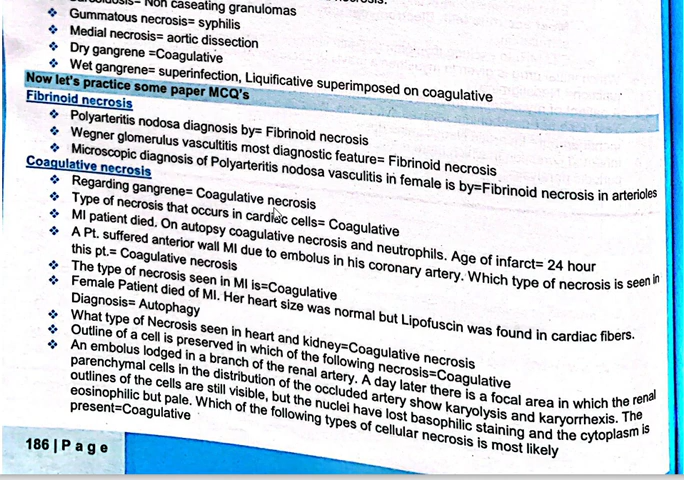 Non caseating granulomas
❖ Gummatous necrosis= syphilis
❖ Medial necrosis= aortic dissection
❖ Dry gangrene =Coagulative
❖ Wet gangrene= superinfection, Liquificative superimposed on coagulative
Now let's practice some paper MCQ's
Fibrinoid necrosis
❖ Polyarteritis nodosa diagnosis by= Fibrinoid necrosis
❖ Wegner glomerulus vascultitis most diagnostic feature= Fibrinoid necrosis
❖ Microscopic diagnosis of Polyarteritis nodosa vasculitis in female is by=Fibrinoid necrosis in arterioles
Coagulative necrosis
❖ Regarding gangrene= Coagulative necrosis
❖ Type of necrosis that occurs in cardiac cells= Coagulative
❖ MI patient died. On autopsy coagulative necrosis and neutrophils. Age of infarct= 24 hour
❖ A Pt. suffered anterior wall MI due to embolus in his coronary artery. Which type of necrosis is seen in
this pt.= Coagulative necrosis
❖ The type of necrosis seen in MI is=Coagulative
❖ Female Patient died of MI. Her heart size was normal but Lipofuscin was found in cardiac fibers.
Diagnosis= Autophagy
❖ What type of Necrosis seen in heart and kidney=Coagulative necrosis
❖ Outline of a cell is preserved in which of the following necrosis=Coagulative
❖ An embolus lodged in a branch of the renal artery. A day later there is a focal area in which the renal
parenchymal cells in the distribution of the occluded artery show karyolysis and karyorrhexis. The
outlines of the cells are still visible, but the nuclei have lost basophilic staining and the cytoplasm is
eosinophilic but pale. Which of the following types of cellular necrosis is most likely
present=Coagulative
186 | P a g e